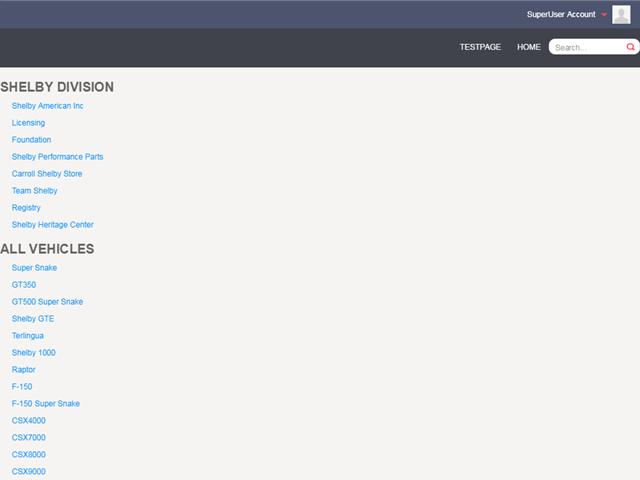 SuperUser Account
TESTPAGE HOME Search...
SHELBY DIVISION
Shelby American Inc
Licensing
Foundation
Shelby Performance Parts
Carroll Shelby Store
Team Shelby
Registry
Shelby Heritage Center
ALL VEHICLES
Super Snake
GT350
GT500 Super Snake
Shelby GTE
Terlingua
Shelby 1000
Raptor
F-150
F-150 Super Snake
CSX4000
CSX7000
CSX8000
CSX9000